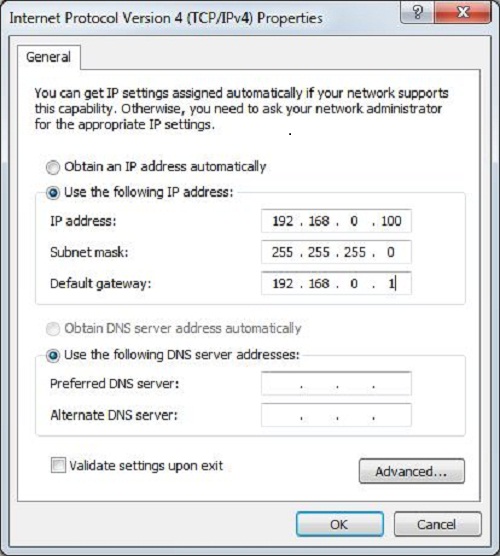 Internet Protocol Version 4 (TCP/IPv4) Properties
General
You can get IP settings assigned automatically if your network supports
this capability. Otherwise, you need to ask your network administrator
for the appropriate IP settings.
Obtain an IP address automatically
Use the following IP address:
IP address: 192 . 168 . 0 . 100
Subnet mask: 255 . 255 . 255 . 0
Default gateway: 192 . 168 . 0 . 1
Obtain DNS server address automatically
Use the following DNS server addresses:
Preferred DNS server: . . .
Alternate DNS server: . . .
Validate settings upon exit
Advanced...
OK Cancel